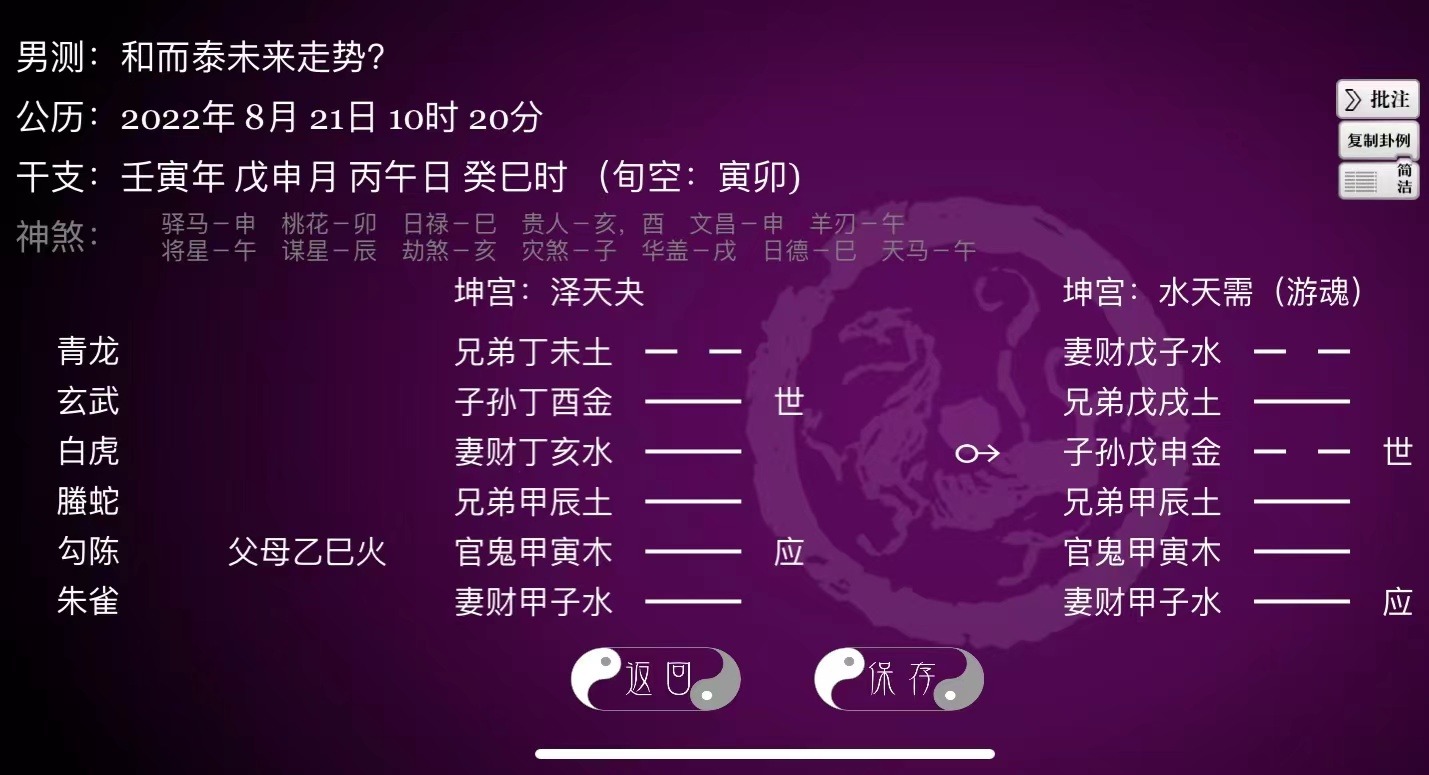 男测：和而泰未来走势？
公历：2022年 8月 21日 10时 20分
干支：壬寅年 戊申月 丙午日 癸巳时 （旬空：寅卯）
神煞：
驿马－申 桃花－卯 日禄－巳 贵人－亥，酉 文昌－申 羊刃－午
将星－午 谋星－辰 劫煞－亥 灾煞－子 华盖－戌 日德－巳 天马－午
批注
复制卦例
简洁
坤宫：泽天夬 坤宫：水天需（游魂）
青龙 兄弟丁未土 妻财戊子水
玄武 子孙丁酉金 世 兄弟戊戌土
白虎 妻财丁亥水 子孙戊申金 世
螣蛇 兄弟甲辰土 兄弟甲辰土
勾陈 父母乙巳火 官鬼甲寅木 应 官鬼甲寅木
朱雀 妻财甲子水 妻财甲子水 应
返回 保存